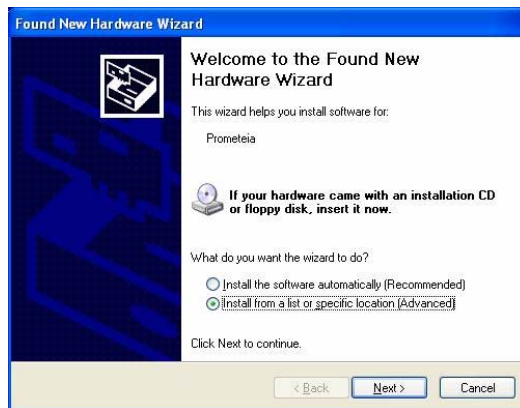 Found New Hardware Wizard
Welcome to the Found New
Hardware Wizard
This wizard helps you install software for:
Prometeia
If your hardware came with an installation CD
or floppy disk, insert it now.
What do you want the wizard to do?
Install the software automatically (Recommended)
Install from a list or specific location (Advanced)
Click Next to continue.
< Back
Next >
Cancel